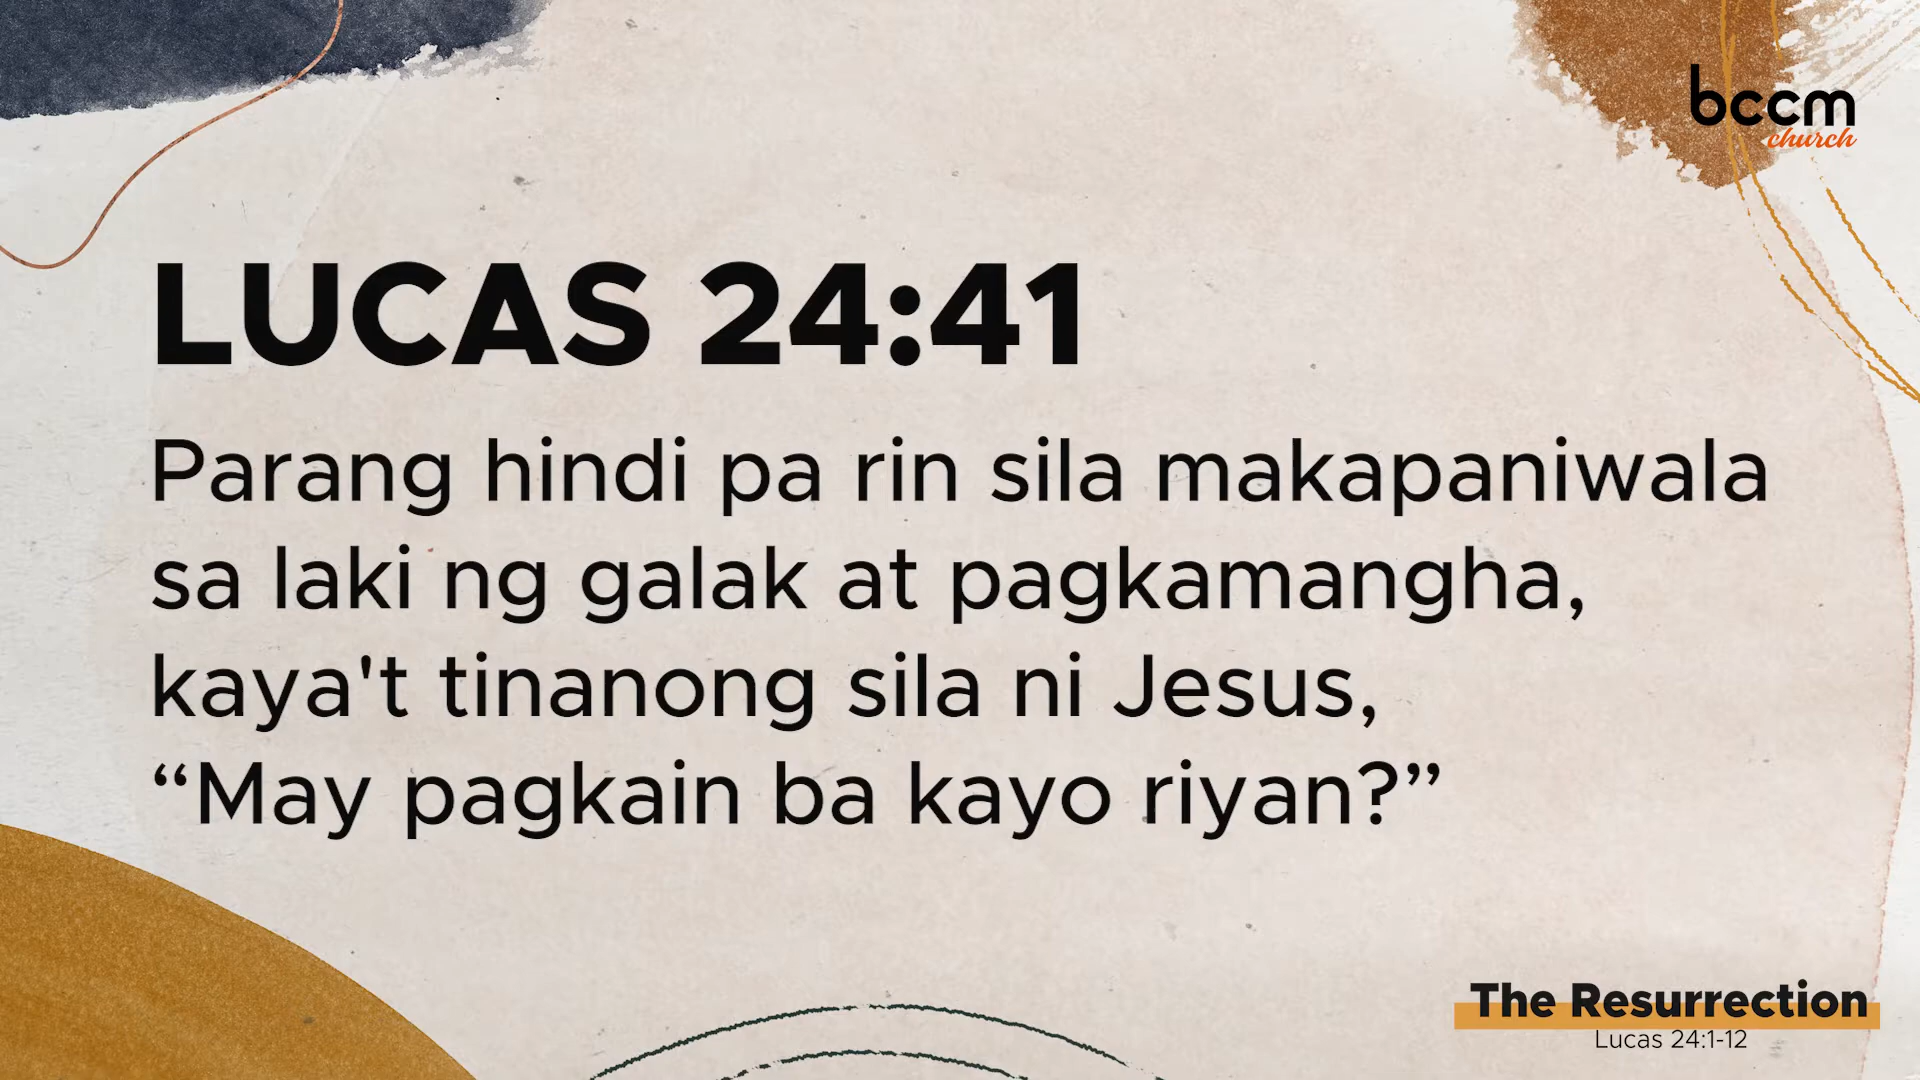 bccm
church
LUCAS 24:41
Parang hindi pa rin sila makapaniwala
sa laki ng galak at pagkamangha,
kaya't tinanong sila ni Jesus,
“May pagkain ba kayo riyan?”
The Resurrection
Lucas 24:1-12